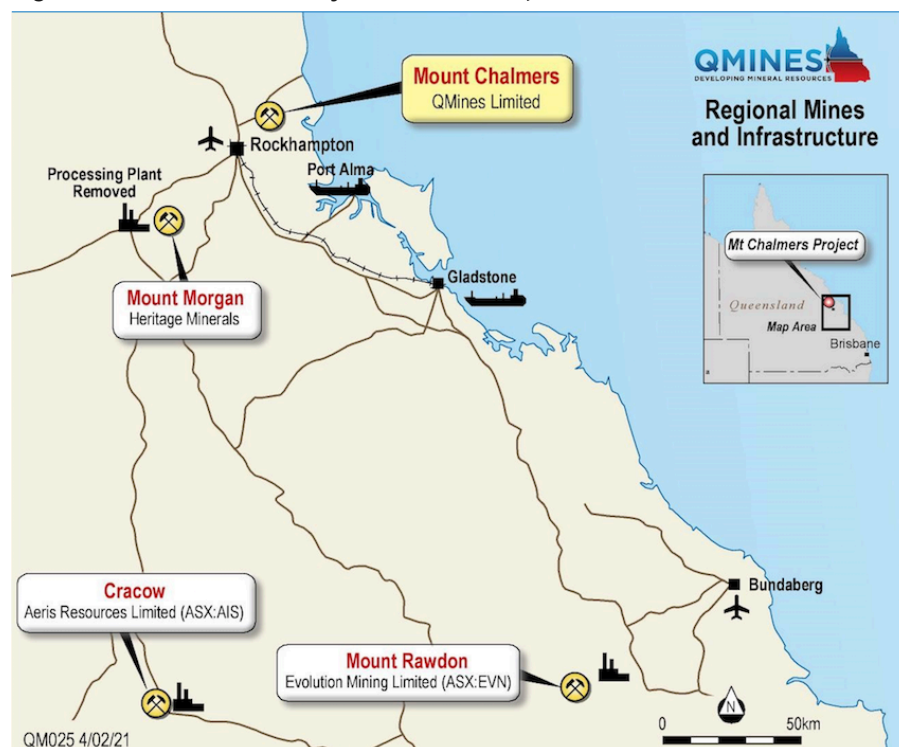 QMINES
DEVELOPING MINERAL RESOURCES
Regional Mines
and Infrastructure
Mount Chalmers
QMines Limited
Rockhampton
Port Alma
Processing Plant
Removed
Mount Morgan
Heritage Minerals
Gladstone
Mt Chalmers Project
Queensland
Map Area
Brisbane
Cracow
Aeris Resources Limited (ASX:AIS)
Mount Rawdon
Evolution Mining Limited (ASX:EVN)
Bundaberg
N
0
50km
QM025 4/02/21